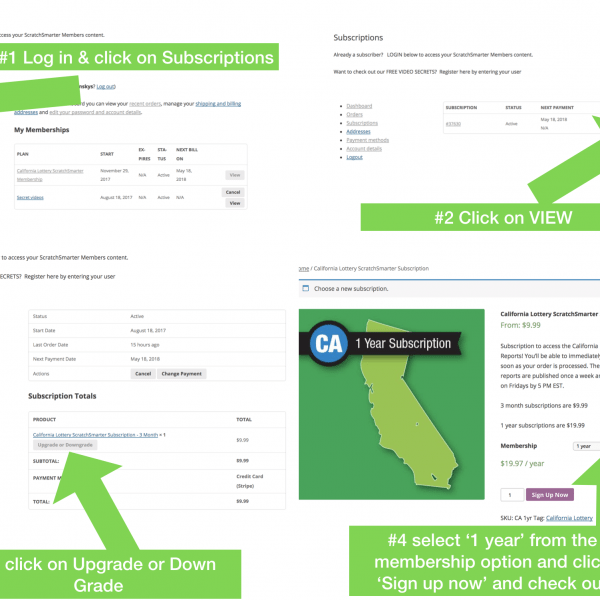 ccess your ScratchSmarter Members content.
#1 Log in & click on Subscriptions
nskys? Log out)
rd you can view your recent orders, manage your shipping and billing
addresses and edit your password and account details.
My Memberships
PLAN START EX-PIRES STA-TUS NEXT BILL ON
California Lottery ScratchSmarter Membership November 29, 2017 N/A Active May 18, 2018 View
Cancel
Secret videos August 18, 2017 N/A Active N/A View
Subscriptions
Already a subscriber? LOGIN below to access your ScratchSmarter Members content.
Want to check out our FREE VIDEO SECRETS? Register here by entering your user
Dashboard
Orders
Subscriptions
Addresses
Payment methods
Account details
Logout
SUBSCRIPTION STATUS NEXT PAYMENT
Active May 18, 2018
N/A
#2 Click on VIEW
to access your ScratchSmarter Members content.
SECRETS? Register here by entering your user
Status Active
Start Date August 18, 2017
Last Order Date 15 hours ago
Next Payment Date May 18, 2018
Actions Cancel Change Payment
Subscription Totals
PRODUCT TOTAL
California Lottery ScratchSmarter Subscription - 3 Month × 1 $9.99
Upgrade or Downgrade
SUBTOTAL: $9.99
PAYMENT M Credit Card (Stripe)
TOTAL: $9.99
click on Upgrade or Down
Grade
ome / California Lottery ScratchSmarter Subscription
Choose a new subscription.
CA 1 Year Subscription
California Lottery ScratchSmarter
From: $9.99
Subscription to access the California
Reports! You'll be able to immediately
soon as your order is processed. The
reports are published once a week an
on Fridays by 5 PM EST.
3 month subscriptions are $9.99
1 year subscriptions are $19.99
Membership 1 year
$19.97 / year
1 Sign Up Now
SKU: CA 1yr Tag: California Lottery
#4 select ‘1 year’ from the
membership option and clic
‘Sign up now’ and check ou